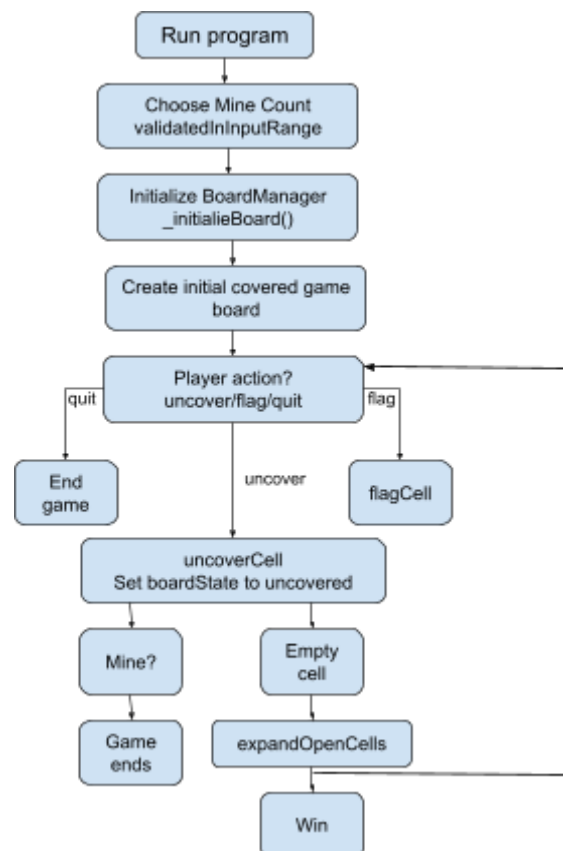 Run program
Choose Mine Count
validatedInInputRange
Initialize BoardManager
_initialieBoard()
Create initial covered game
board
Player action?
uncover/flag/quit
quit
flag
End
game
uncover
flagCell
uncoverCell
Set boardState to uncovered
Mine?
Empty
cell
Game
ends
expandOpenCells
Win